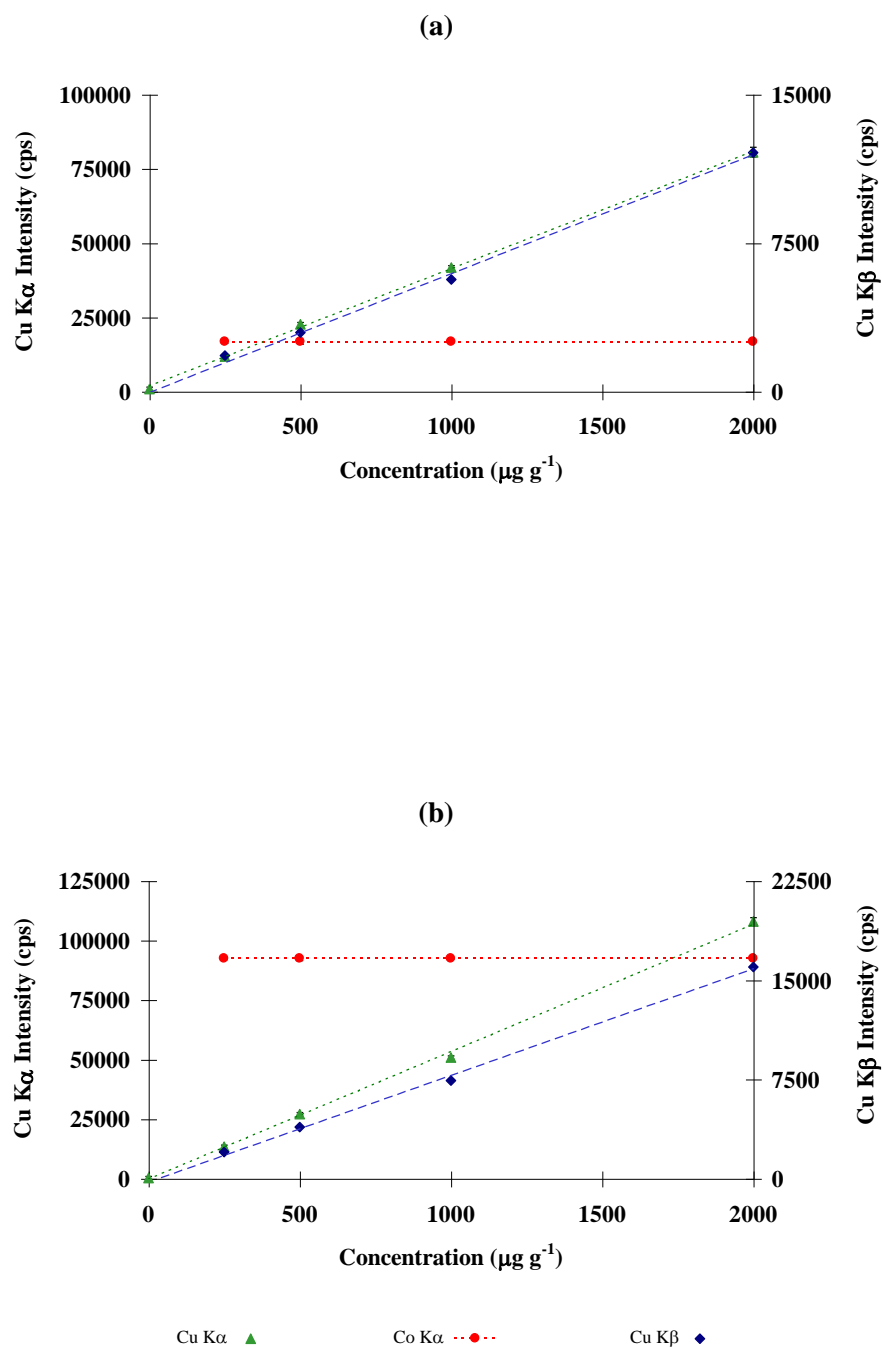 (a)
100000
75000
50000
25000
0
Cu Kα Intensity (cps)
15000
7500
0
Cu Kβ Intensity (cps)
0 500 1000 1500 2000
Concentration (μg g⁻¹)
(b)
125000
100000
75000
50000
25000
0
Cu Kα Intensity (cps)
22500
15000
7500
0
Cu Kβ Intensity (cps)
0 500 1000 1500 2000
Concentration (μg g⁻¹)
Cu Kα Co Kα Cu Kβ